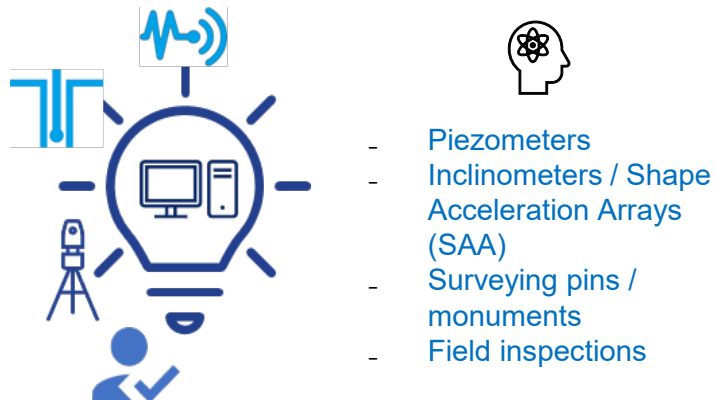 - Piezometers
- Inclinometers / Shape
Acceleration Arrays
(SAA)
- Surveying pins /
monuments
- Field inspections